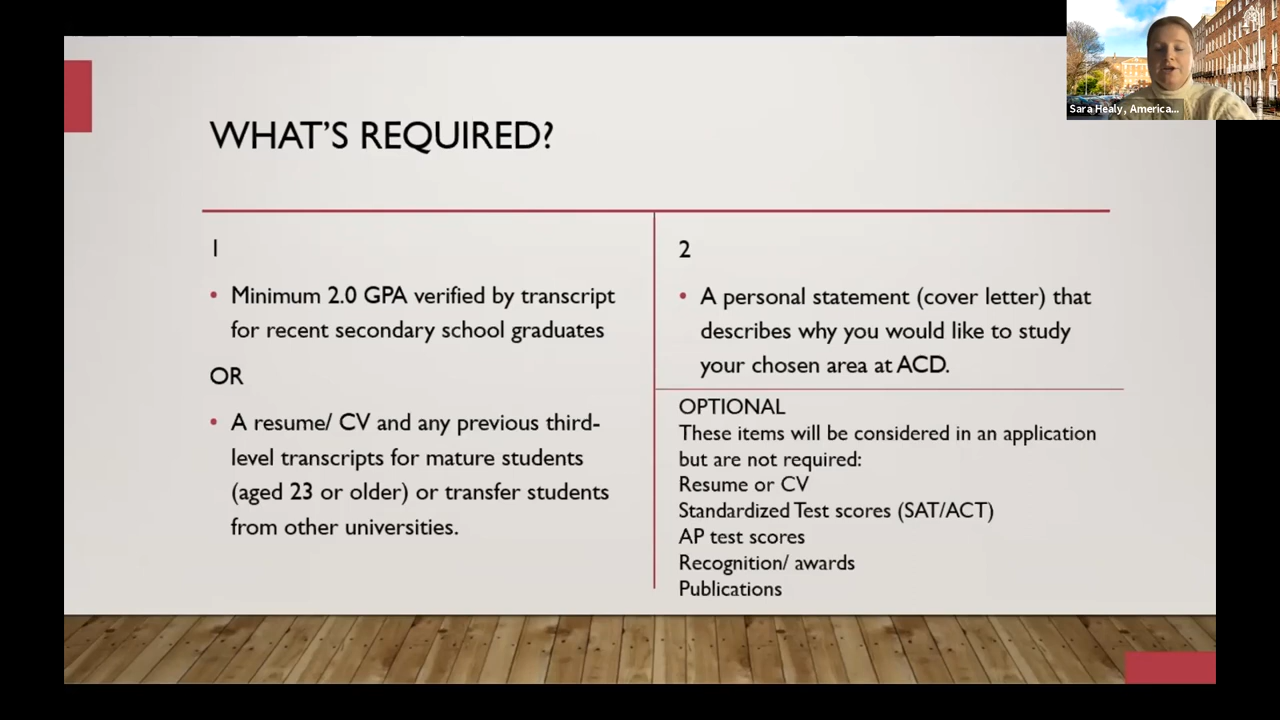 WHAT'S REQUIRED?
1
• Minimum 2.0 GPA verified by transcript
for recent secondary school graduates
OR
• A resume/ CV and any previous third-
level transcripts for mature students
(aged 23 or older) or transfer students
from other universities.
2
• A personal statement (cover letter) that
describes why you would like to study
your chosen area at ACD.
OPTIONAL
These items will be considered in an application
but are not required:
Resume or CV
Standardized Test scores (SAT/ACT)
AP test scores
Recognition/ awards
Publications
Sara Healy, America...